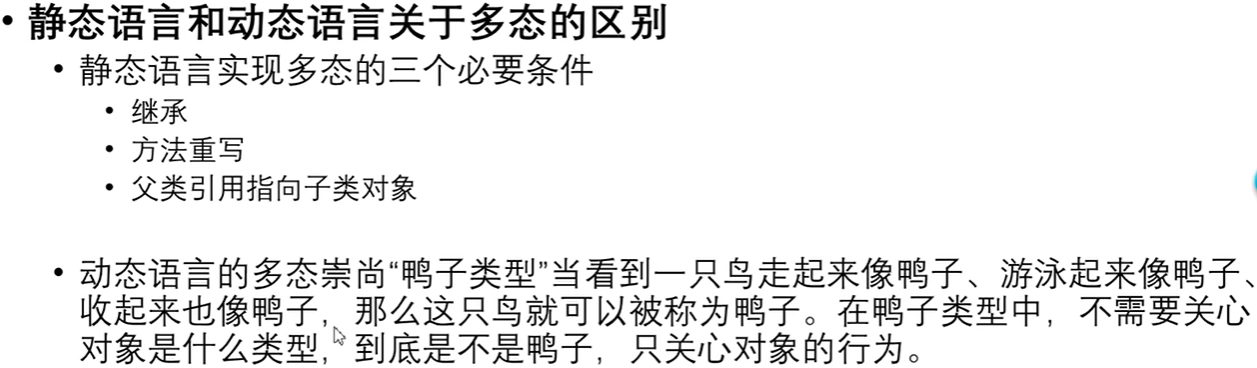 • 静态语言和动态语言关于多态的区别
• 静态语言实现多态的三个必要条件
• 继承
• 方法重写
• 父类引用指向子类对象
• 动态语言的多态崇尚“鸭子类型”当看到一只鸟走起来像鸭子、游泳起来像鸭子、
收起来也像鸭子，那么这只鸟就可以被称为鸭子。在鸭子类型中，不需要关心
对象是什么类型，到底是不是鸭子，只关心对象的行为。